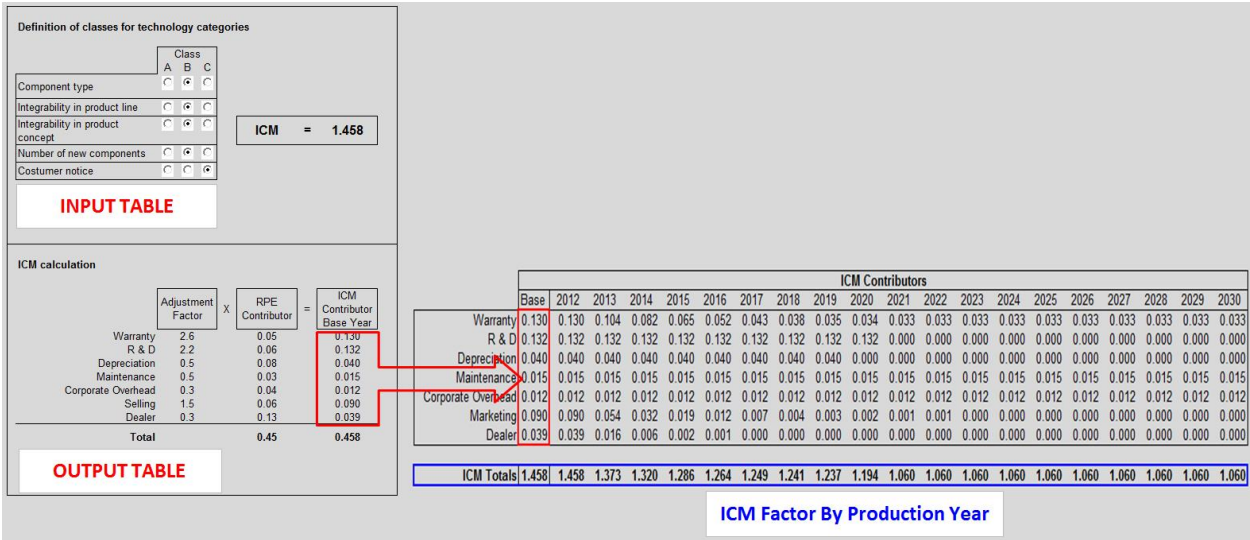 Definition of classes for technology categories
Class
A B C
Component type
Integrability in product line
Integrability in product
concept
Number of new components
Costumer notice
ICM = 1.458
INPUT TABLE
ICM calculation
Adjustment Factor X RPE Contributor = ICM Contributor Base Year
Warranty 2.6 0.05 0.130
R & D 2.2 0.06 0.132
Depreciation 0.5 0.08 0.040
Maintenance 0.5 0.03 0.015
Corporate Overhead 0.3 0.04 0.012
Selling 1.5 0.06 0.090
Dealer 0.3 0.13 0.039
Total 0.45 0.458
OUTPUT TABLE
ICM Contributors
Base 2012 2013 2014 2015 2016 2017 2018 2019 2020 2021 2022 2023 2024 2025 2026 2027 2028 2029 2030
Warranty 0.130 0.130 0.104 0.082 0.065 0.052 0.043 0.038 0.035 0.034 0.033 0.033 0.033 0.033 0.033 0.033 0.033 0.033 0.033 0.033
R & D 0.132 0.132 0.132 0.132 0.132 0.132 0.132 0.132 0.132 0.132 0.000 0.000 0.000 0.000 0.000 0.000 0.000 0.000 0.000 0.000
Depreciation 0.040 0.040 0.040 0.040 0.040 0.040 0.040 0.040 0.040 0.000 0.000 0.000 0.000 0.000 0.000 0.000 0.000 0.000 0.000 0.000
Maintenance 0.015 0.015 0.015 0.015 0.015 0.015 0.015 0.015 0.015 0.015 0.015 0.015 0.015 0.015 0.015 0.015 0.015 0.015 0.015 0.015
Corporate Overhead 0.012 0.012 0.012 0.012 0.012 0.012 0.012 0.012 0.012 0.012 0.012 0.012 0.012 0.012 0.012 0.012 0.012 0.012 0.012 0.012
Marketing 0.090 0.090 0.054 0.032 0.019 0.012 0.007 0.004 0.003 0.002 0.001 0.001 0.000 0.000 0.000 0.000 0.000 0.000 0.000 0.000
Dealer 0.039 0.039 0.016 0.006 0.002 0.001 0.000 0.000 0.000 0.000 0.000 0.000 0.000 0.000 0.000 0.000 0.000 0.000 0.000 0.000
ICM Totals 1.458 1.458 1.373 1.320 1.286 1.264 1.249 1.241 1.237 1.194 1.060 1.060 1.060 1.060 1.060 1.060 1.060 1.060 1.060 1.060
ICM Factor By Production Year